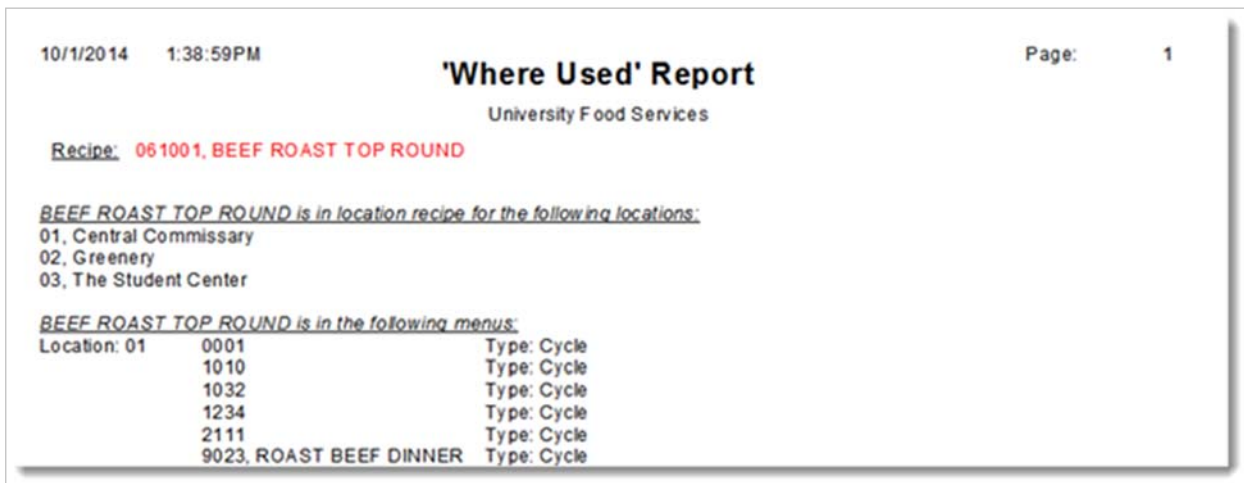 10/1/2014 1:38:59PM Page: 1
'Where Used' Report
University Food Services
Recipe: 061001, BEEF ROAST TOP ROUND
BEEF ROAST TOP ROUND is in location recipe for the following locations:
01, Central Commissary
02, Greenery
03, The Student Center
BEEF ROAST TOP ROUND is in the following menus:
Location: 01 0001 Type: Cycle
1010 Type: Cycle
1032 Type: Cycle
1234 Type: Cycle
2111 Type: Cycle
9023, ROAST BEEF DINNER Type: Cycle